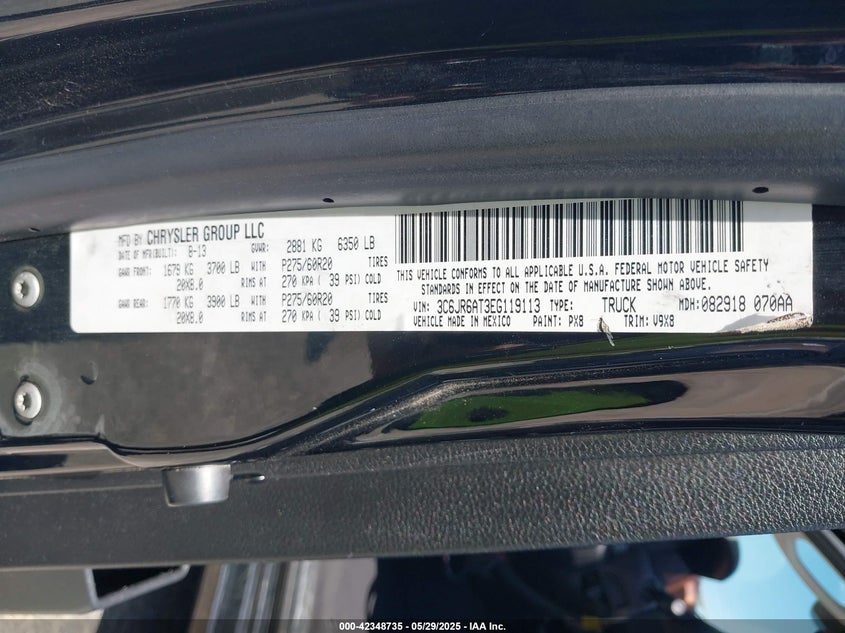 MFD BY CHRYSLER GROUP LLC
DATE OF MFR(BUILT): 8-13 GVWR: 2881 KG 6350 LB
GAWR FRONT: 1679 KG 3700 LB WITH P275/60R20 TIRES
20X8.0 RIMS AT 270 KPA ( 39 PSI) COLD
GAWR REAR: 1770 KG 3900 LB WITH P275/60R20 TIRES
20X8.0 RIMS AT 270 KPA ( 39 PSI) COLD
THIS VEHICLE CONFORMS TO ALL APPLICABLE U.S.A. FEDERAL MOTOR VEHICLE SAFETY
STANDARDS IN EFFECT ON THE DATE OF MANUFACTURE SHOWN ABOVE.
VIN: 3C6JR6AT3EG119113 TYPE: TRUCK MDH:082918 070AA
VEHICLE MADE IN MEXICO PAINT: PX8 TRIM: V9X8
000-42348735 - 05/29/2025 - IAA Inc.